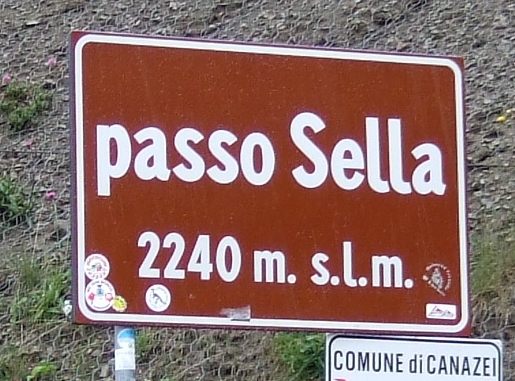 passo Sella
2240 m. s.l.m.
COMUNE di CANAZEI